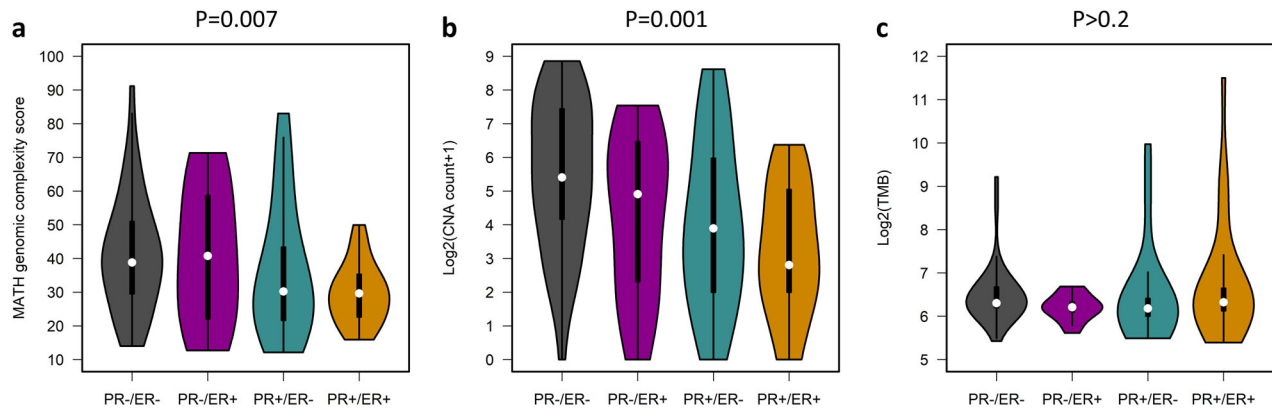 a
P=0.007
MATH genomic complexity score
100
90
80
70
60
50
40
30
20
10
PR-/ER-
PR-/ER+
PR+/ER-
PR+/ER+
b
P=0.001
Log2(CNA count+1)
9
8
7
6
5
4
3
2
1
0
PR-/ER-
PR-/ER+
PR+/ER-
PR+/ER+
c
P>0.2
Log2(TMB)
12
11
10
9
8
7
6
5
PR-/ER-
PR-/ER+
PR+/ER-
PR+/ER+